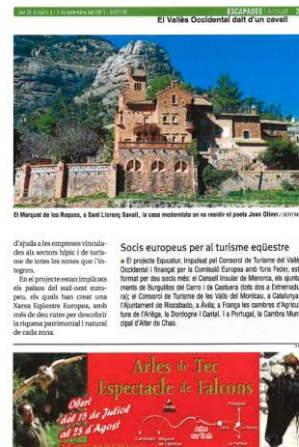 Del 26 d'agost a l'1 de setembre del 2011 - SORTIM
ESCAPADES / A cavall
El Vallès Occidental dalt d'un cavall
El Marquet de les Roques, a Sant Llorenç Savall, la casa modernista on va residir el poeta Joan Oliver. / SORTIM
d'ajuda a les empreses vincula-
des als sectors hípic i de turis-
me de totes les zones que l'in-
tegren.
En el projecte estan implicats
els països del sud-oest euro-
peu, els quals han creat una
Xarxa Eqüestre Europea, amb
més de deu rutes per descobrir
la riquesa patrimonial i natural
de cada zona.
Socis europeus per al turisme eqüestre
El projecte Equustur, impulsat pel Consorci de Turisme del Vallès
Occidental i finançat per la Comissió Europea amb fons Feder, està
format per deu socis més: el Consell Insular de Menorca, els ajunta-
ments de Burguillos del Cerro i de Castuera (tots dos a Extremadu-
ra); el Consorci de Turisme de les Valls del Montcau, a Catalunya;
l'Ajuntament de Riocabado, a Àvila; a França les cambres d'Agricul-
tura de l'Ariège, la Dordogne i Cantal. I a Portugal, la Cambra Muni-
cipal d'Alter do Chao.
Arles de Tec
Espectacle de Falcons
Obert
del 15 de Juliol
al 28 d'Agost